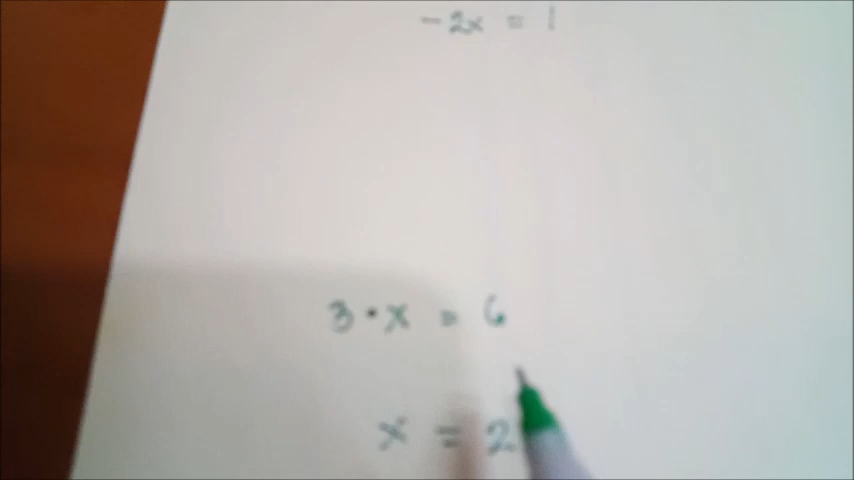 -2x = 1
3 · x = 6
x = 2